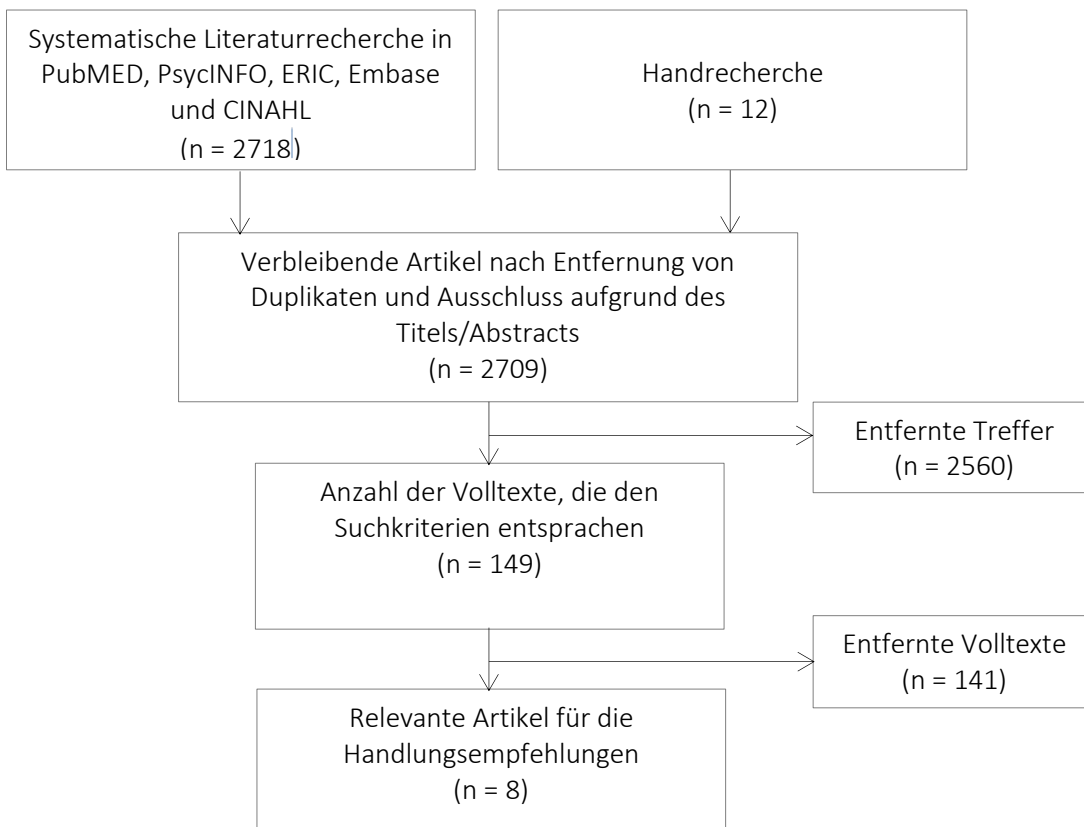 Systematische Literaturrecherche in
PubMED, PsycINFO, ERIC, Embase
und CINAHL
(n = 2718)
Handrecherche
(n = 12)
Verbleibende Artikel nach Entfernung von
Duplikaten und Ausschluss aufgrund des
Titels/Abstracts
(n = 2709)
Entfernte Treffer
(n = 2560)
Anzahl der Volltexte, die den
Suchkriterien entsprachen
(n = 149)
Entfernte Volltexte
(n = 141)
Relevante Artikel für die
Handlungsempfehlungen
(n = 8)